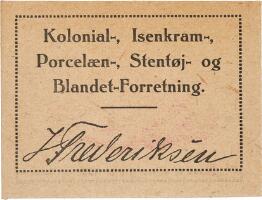 Kolonial-, Isenkram-,
Porcelæn-, Stentøj- og
Blandet-Forretning.
J Frederiksen